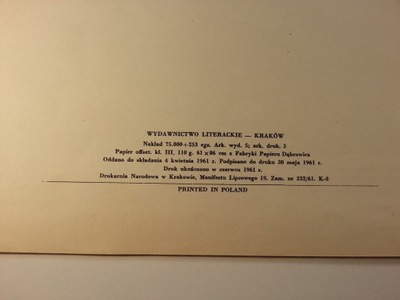 WYDAWNICTWO LITERACKIE — KRAKÓW
Nakład 75.000+253 egz. Ark. wyd. 5; ark. druk. 3
Papier offset. kl. III, 110 g. 61×86 cm z Fabryki Papieru Dąbrowica
Oddano do składania 4 kwietnia 1961 r. Podpisano do druku 30 maja 1961 r.
Druk ukończono w czerwcu 1961 r.
Drukarnia Narodowa w Krakowie, Manifestu Lipcowego 19. Zam. nr 252/61. K-8
PRINTED IN POLAND